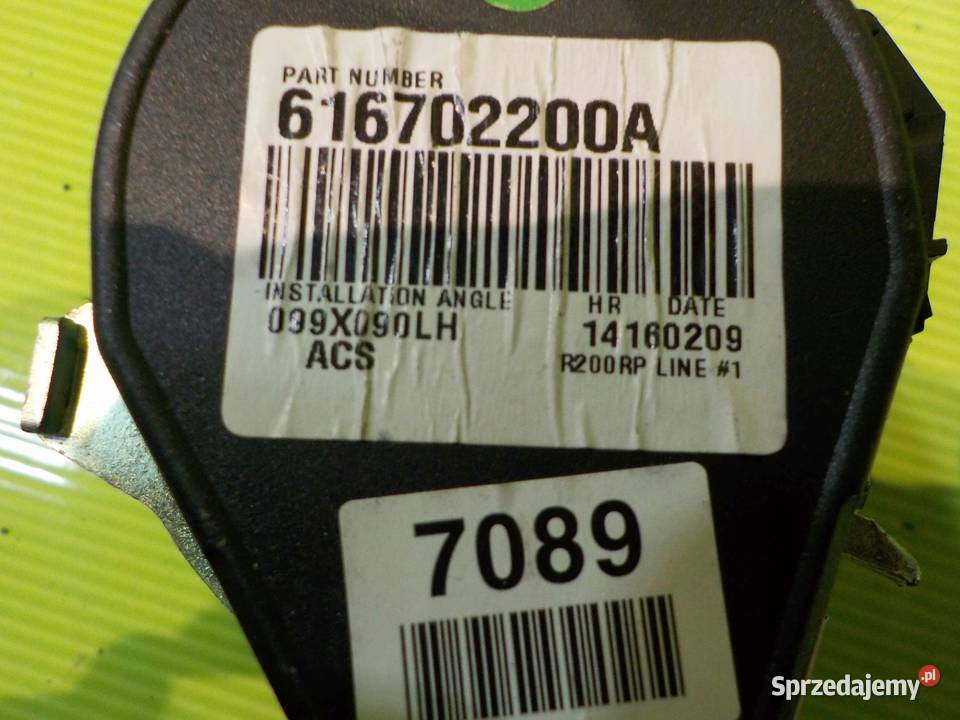 PART NUMBER
616702200A
INSTALLATION ANGLE
HR DATE
099X090LH
14160209
ACS
R200RP LINE #1
7089
Sprzedajemy.pl